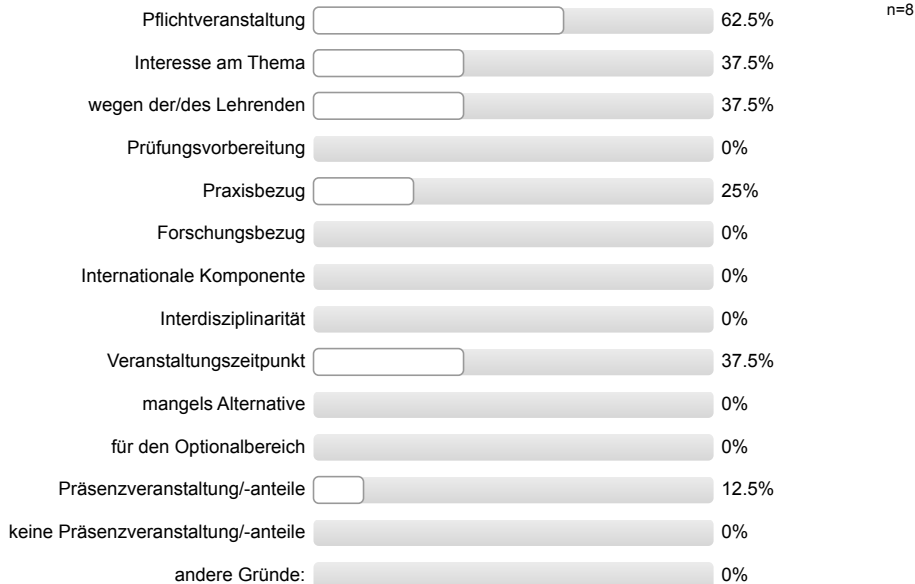 Pflichtveranstaltung 62.5% n=8
Interesse am Thema 37.5%
wegen der/des Lehrenden 37.5%
Prüfungsvorbereitung 0%
Praxisbezug 25%
Forschungsbezug 0%
Internationale Komponente 0%
Interdisziplinarität 0%
Veranstaltungszeitpunkt 37.5%
mangels Alternative 0%
für den Optionalbereich 0%
Präsenzveranstaltung/-anteile 12.5%
keine Präsenzveranstaltung/-anteile 0%
andere Gründe: 0%